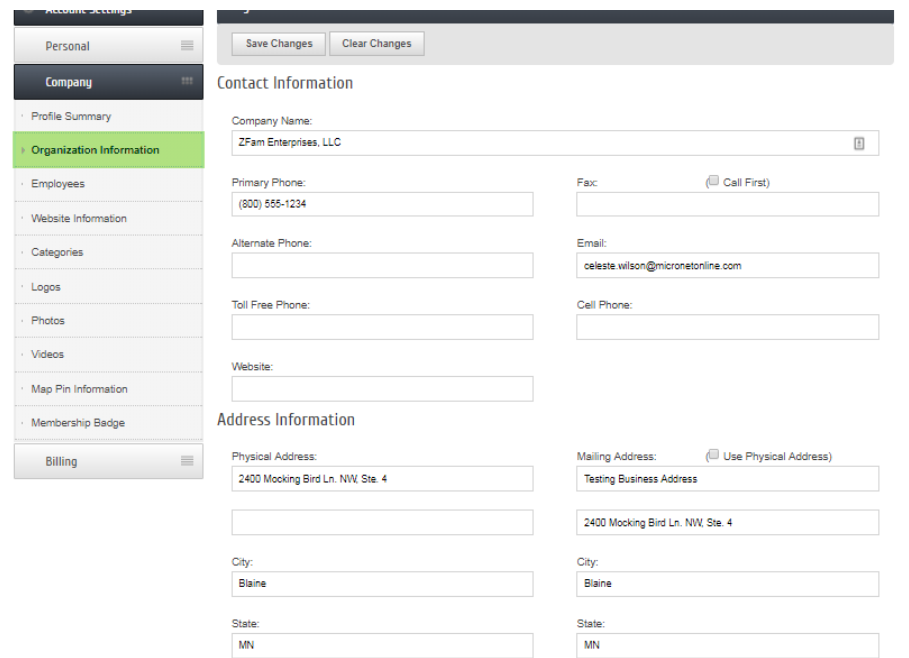 Account Settings
Personal
Company
Profile Summary
Organization Information
Employees
Website Information
Categories
Logos
Photos
Videos
Map Pin Information
Membership Badge
Billing
Save Changes Clear Changes
Contact Information
Company Name:
ZFam Enterprises, LLC
Primary Phone: Fax: ( Call First)
(800) 555-1234
Alternate Phone: Email:
celeste.wilson@micronetonline.com
Toll Free Phone: Cell Phone:
Website:
Address Information
Physical Address: Mailing Address: ( Use Physical Address)
2400 Mocking Bird Ln. NW, Ste. 4 Testing Business Address
2400 Mocking Bird Ln. NW, Ste. 4
City: City:
Blaine Blaine
State: State:
MN MN